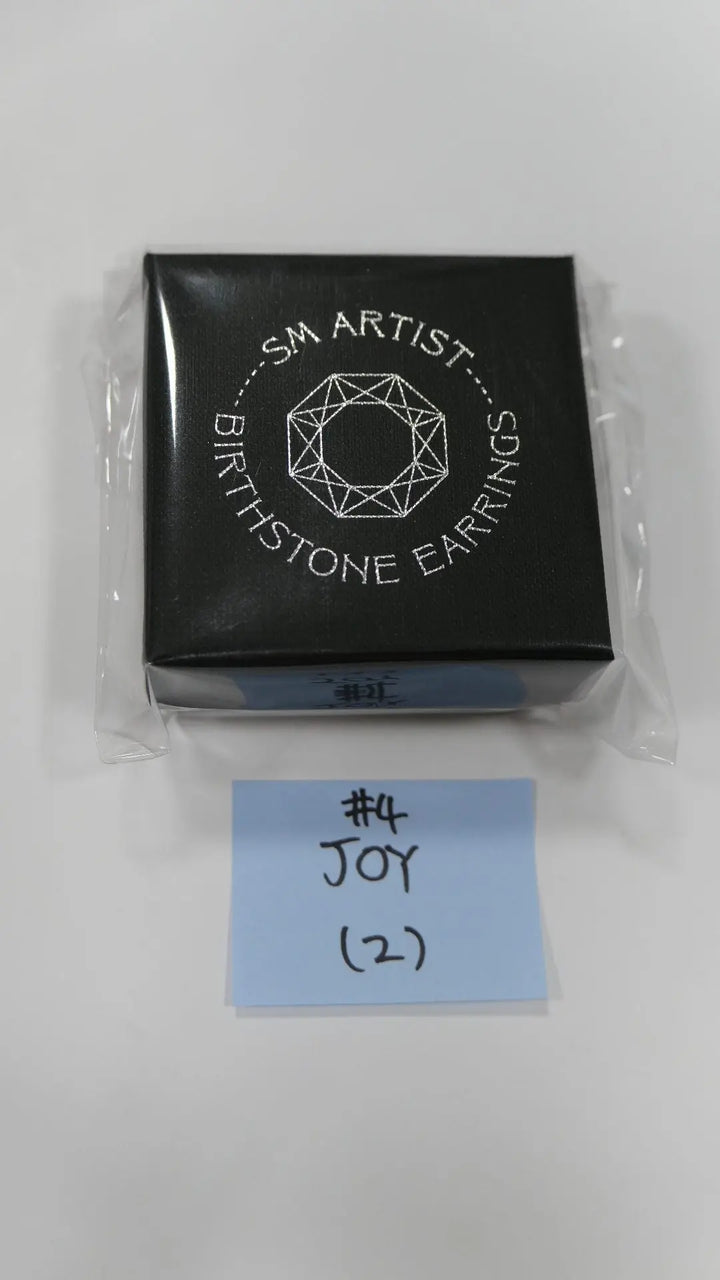 SM ARTIST
BIRTHSTONE EARRINGS
#4
JOY
(2)